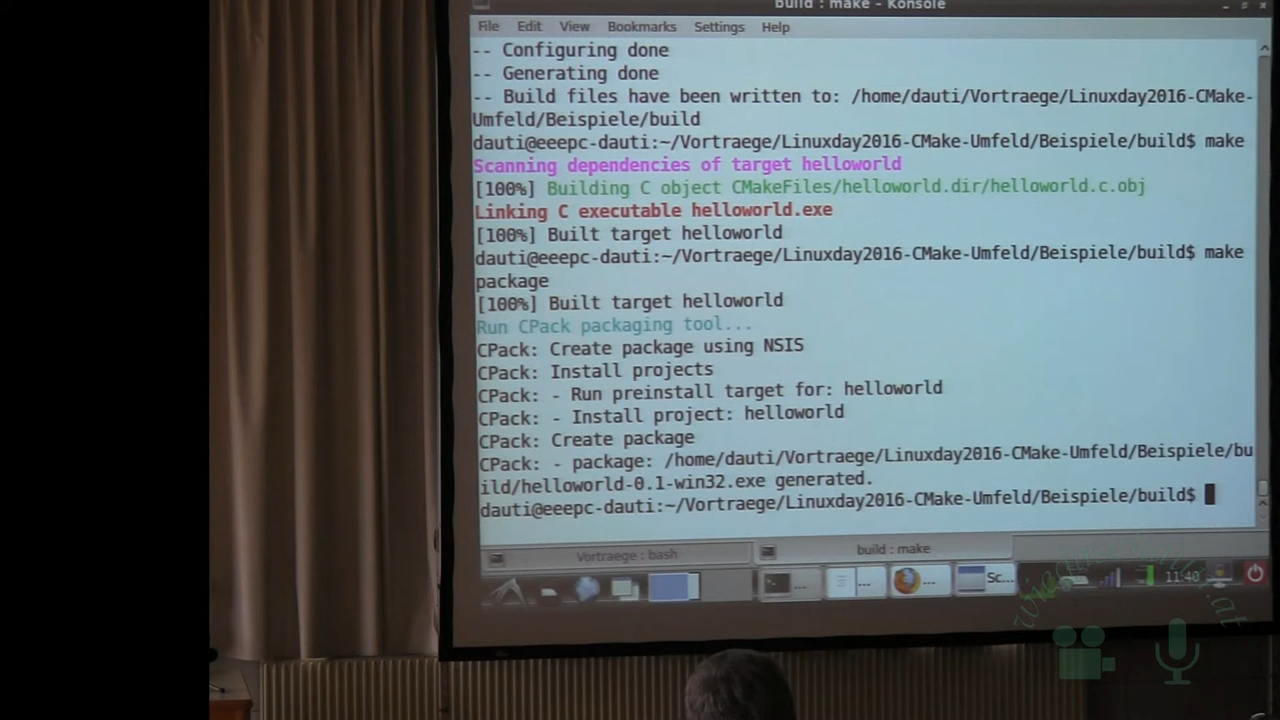 build : make - Konsole
File Edit View Bookmarks Settings Help
-- Configuring done
-- Generating done
-- Build files have been written to: /home/dauti/Vortraege/Linuxday2016-CMake-
Umfeld/Beispiele/build
dauti@eeepc-dauti:~/Vortraege/Linuxday2016-CMake-Umfeld/Beispiele/build$ make
Scanning dependencies of target helloworld
[100%] Building C object CMakeFiles/helloworld.dir/helloworld.c.obj
Linking C executable helloworld.exe
[100%] Built target helloworld
dauti@eeepc-dauti:~/Vortraege/Linuxday2016-CMake-Umfeld/Beispiele/build$ make
package
[100%] Built target helloworld
Run CPack packaging tool...
CPack: Create package using NSIS
CPack: Install projects
CPack: - Run preinstall target for: helloworld
CPack: - Install project: helloworld
CPack: Create package
CPack: - package: /home/dauti/Vortraege/Linuxday2016-CMake-Umfeld/Beispiele/bu
ild/helloworld-0.1-win32.exe generated.
dauti@eeepc-dauti:~/Vortraege/Linuxday2016-CMake-Umfeld/Beispiele/build$
Vortraege : bash build : make
... ... ... Sc... 11:40